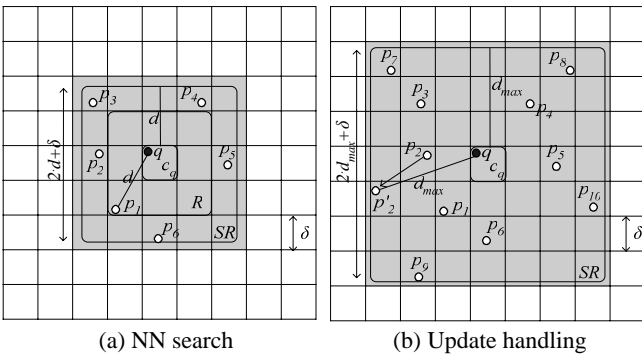 p3
p4
d
2·d+δ
q
cq
p2
p5
d
R
p1
p6
SR
δ
(a) NN search
p7
p8
dmax
p3
p4
2·dmax+δ
p2
q
cq
p5
dmax
p'2
p1
p10
p6
δ
p9
SR
(b) Update handling